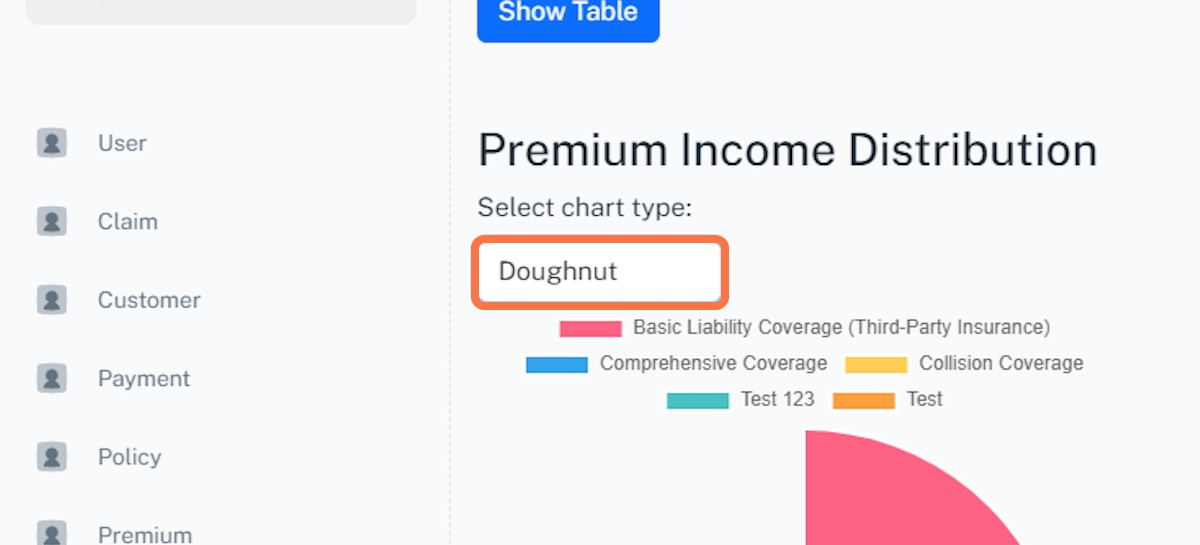 Show Table
User
Claim
Customer
Payment
Policy
Premium
Premium Income Distribution
Select chart type:
Doughnut
Basic Liability Coverage (Third-Party Insurance)
Comprehensive Coverage Collision Coverage
Test 123 Test